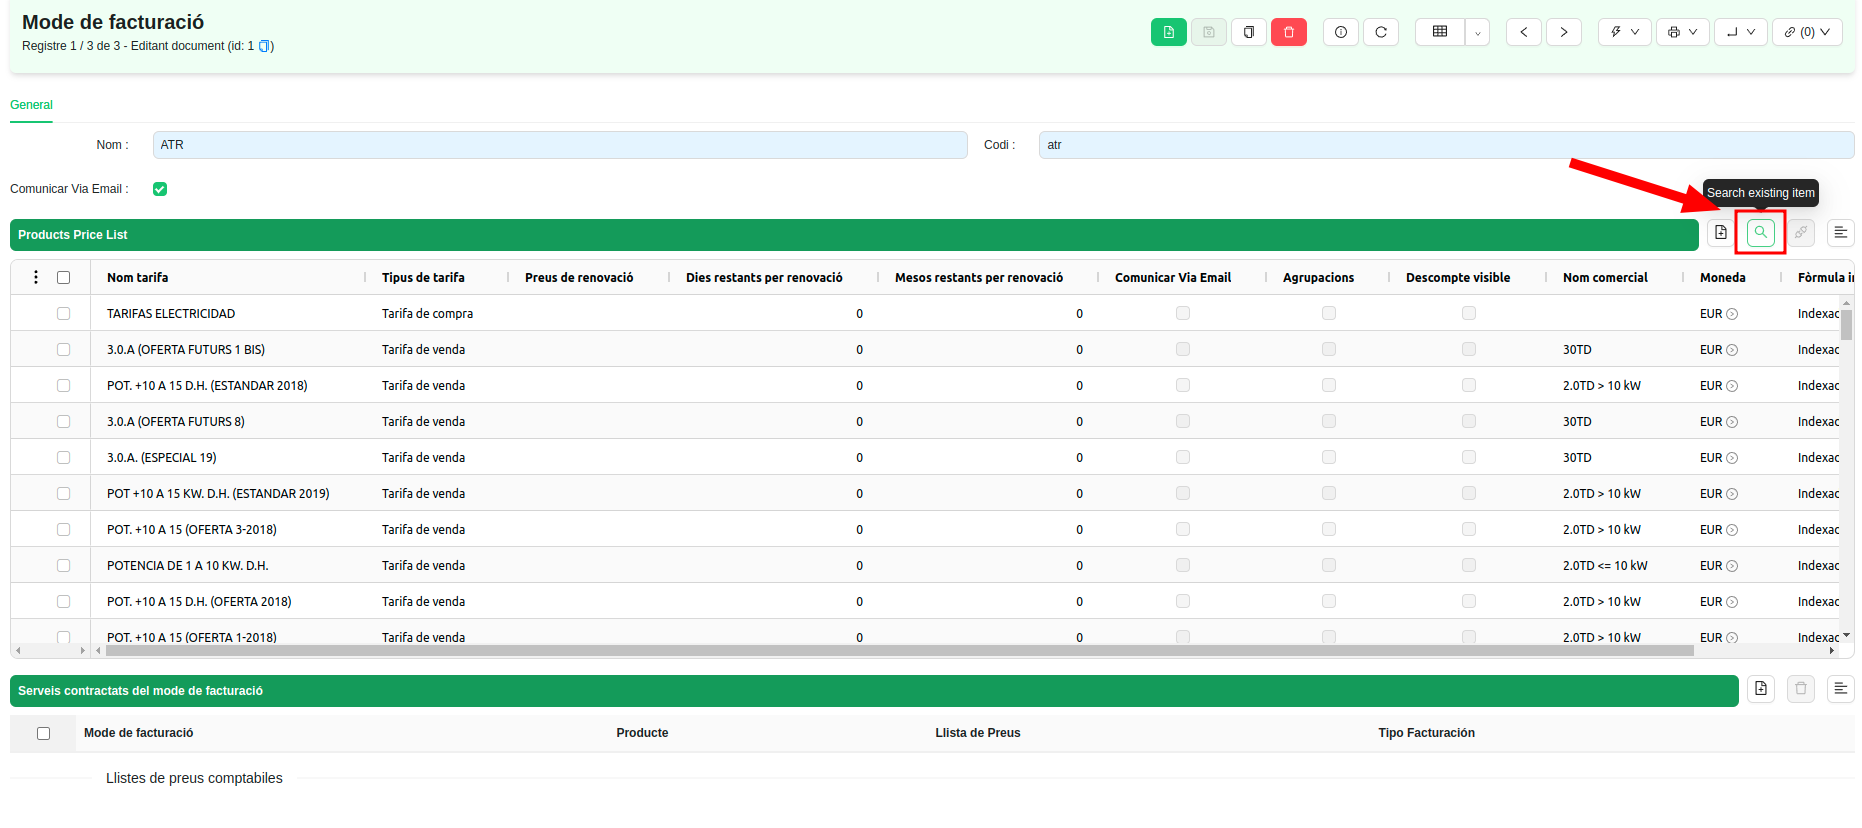 Mode de facturació
Registre 1 / 3 de 3 - Editant document (id: 1 )
(0)
General
Nom : ATR Codi : atr
Comunicar Via Email :
Search existing item
Products Price List
Nom tarifa Tipus de tarifa Preus de renovació Dies restants per renovació Mesos restants per renovació Comunicar Via Email Agrupacions Descompte visible Nom comercial Moneda Fòrmula
TARIFAS ELECTRICIDAD Tarifa de compra 0 0 EUR Indexac
3.0.A (OFERTA FUTURS 1 BIS) Tarifa de venda 0 0 30TD EUR Indexac
POT. +10 A 15 D.H. (ESTANDAR 2018) Tarifa de venda 0 0 2.0TD > 10 kW EUR Indexac
3.0.A (OFERTA FUTURS 8) Tarifa de venda 0 0 30TD EUR Indexac
3.0.A. (ESPECIAL 19) Tarifa de venda 0 0 30TD EUR Indexac
POT +10 A 15 KW. D.H. (ESTANDAR 2019) Tarifa de venda 0 0 2.0TD > 10 kW EUR Indexac
POT. +10 A 15 (OFERTA 3-2018) Tarifa de venda 0 0 2.0TD > 10 kW EUR Indexac
POTENCIA DE 1 A 10 KW. D.H. Tarifa de venda 0 0 2.0TD <= 10 kW EUR Indexac
POT. +10 A 15 D.H. (OFERTA 2018) Tarifa de venda 0 0 2.0TD > 10 kW EUR Indexac
POT. +10 A 15 (OFERTA 1-2018) Tarifa de venda 0 0 2.0TD > 10 kW EUR Indexac
Serveis contractats del mode de facturació
Mode de facturació Producte Llista de Preus Tipo Facturación
Llistes de preus comptabiles